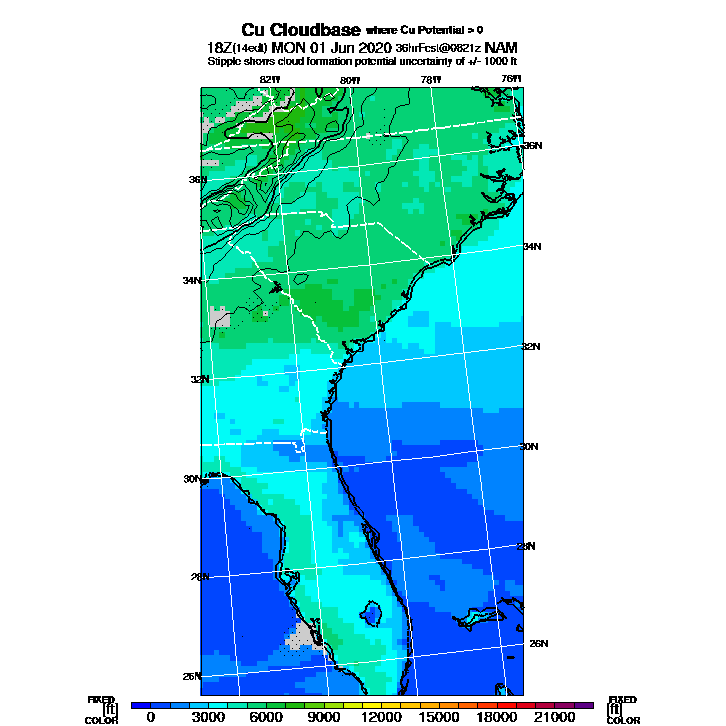 Cu Cloudbase where Cu Potential > 0
18Z(14edt) MON 01 Jun 2020 36hrFcst@0821z NAM
Stipple shows cloud formation potential uncertainty of +/- 1000 ft
82W 80W 78W 76W
36N
36N
34N
34N
32N
32N
30N
30N
28N
28N
26N
26N
FIXED FIXED
[ft] [ft]
COLOR COLOR
0 3000 6000 9000 12000 15000 18000 21000